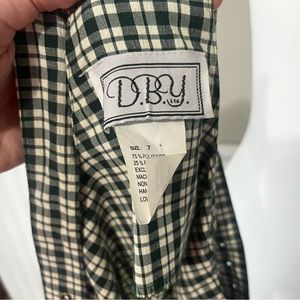 D.B.Y. Ltd.
SIZE: 7
75 % POLYESTER
25 %
EXCL
MAC
NON
HAN
LOV